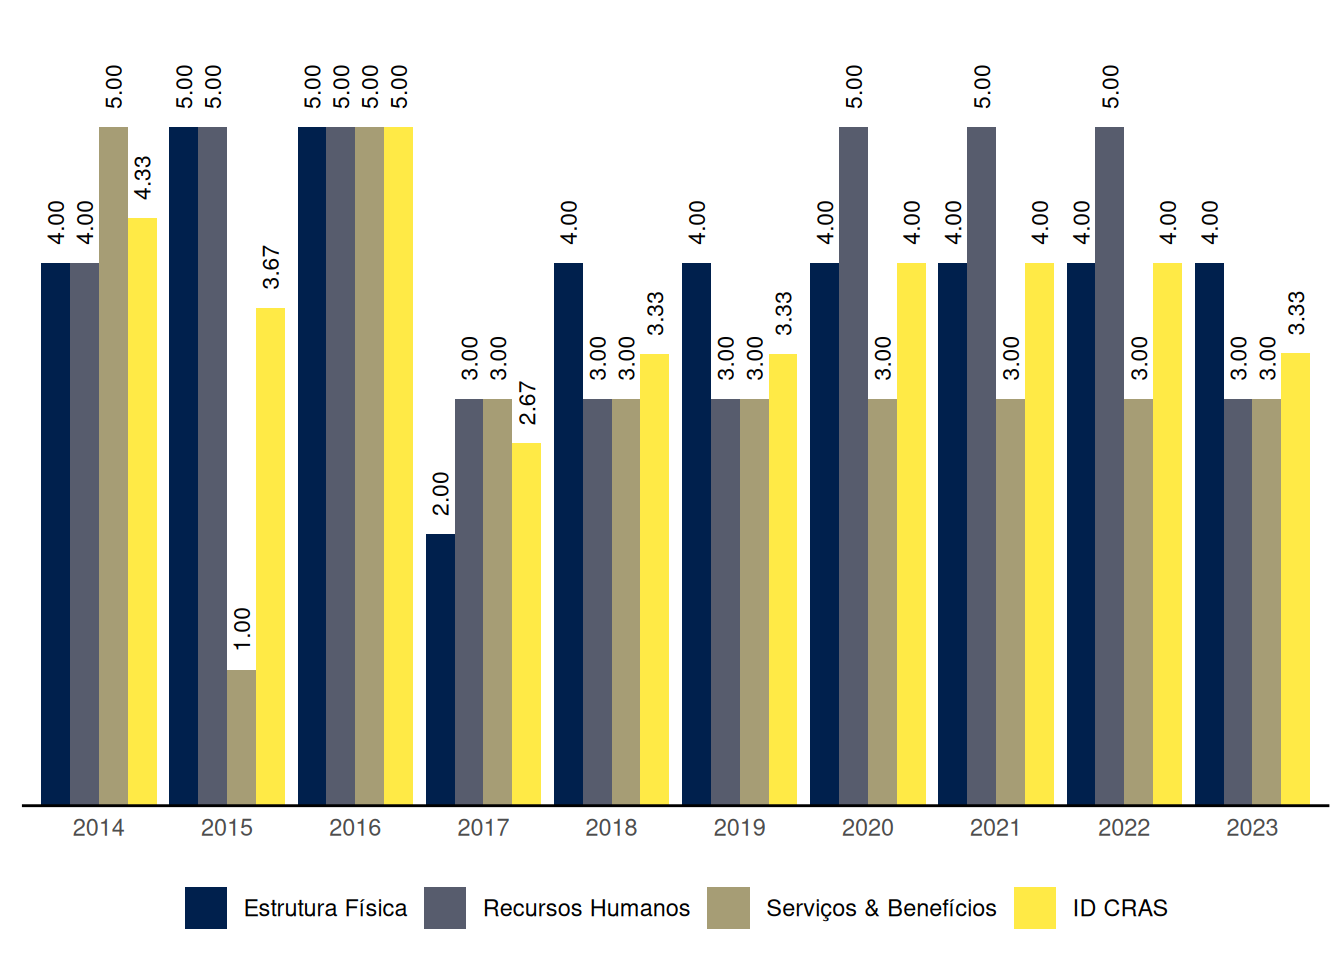 4.00 4.00 5.00 4.33 5.00 5.00 1.00 3.67 5.00 5.00 5.00 5.00 2.00 3.00 3.00 2.67 4.00 3.00 3.00 3.33 4.00 3.00 3.00 3.33 4.00 5.00 3.00 4.00 4.00 5.00 3.00 4.00 4.00 5.00 3.00 4.00 4.00 3.00 3.00 3.33
2014 2015 2016 2017 2018 2019 2020 2021 2022 2023
Estrutura Física Recursos Humanos Serviços & Benefícios ID CRAS